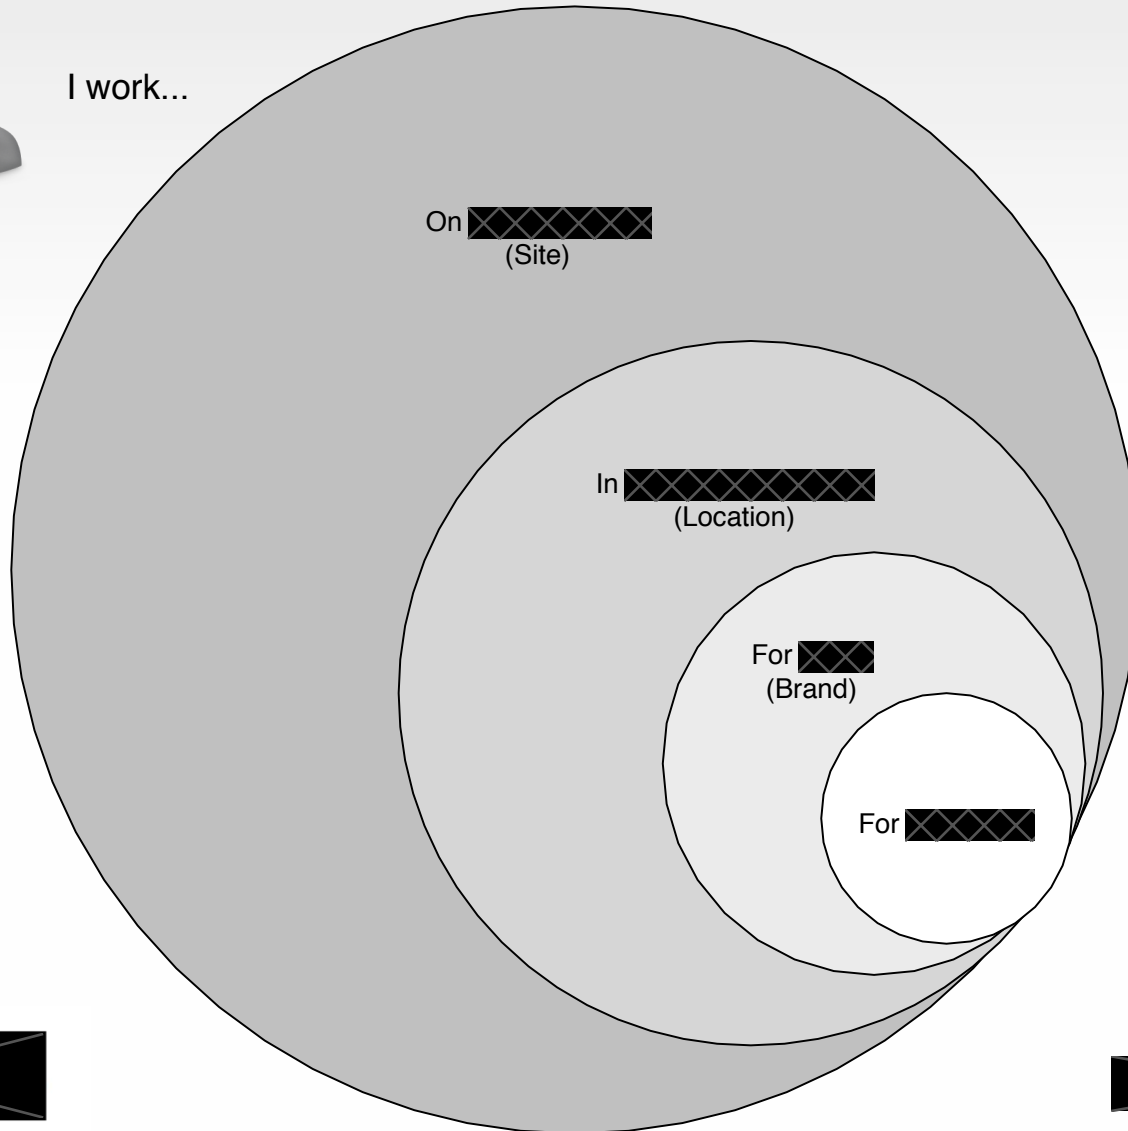 I work...
On
(Site)
In
(Location)
For
(Brand)
For